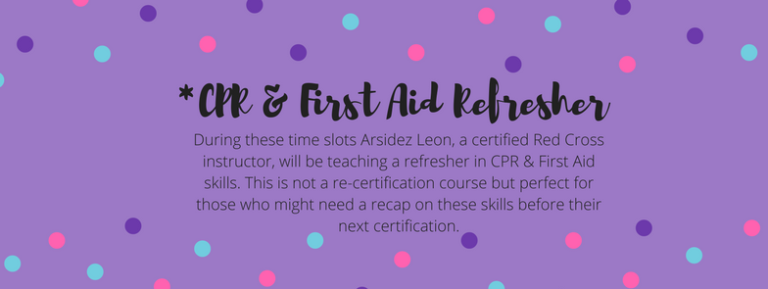 *CPR & First Aid Refresher
During these time slots Arsidez Leon, a certified Red Cross
instructor, will be teaching a refresher in CPR & First Aid
skills. This is not a re-certification course but perfect for
those who might need a recap on these skills before their
next certification.